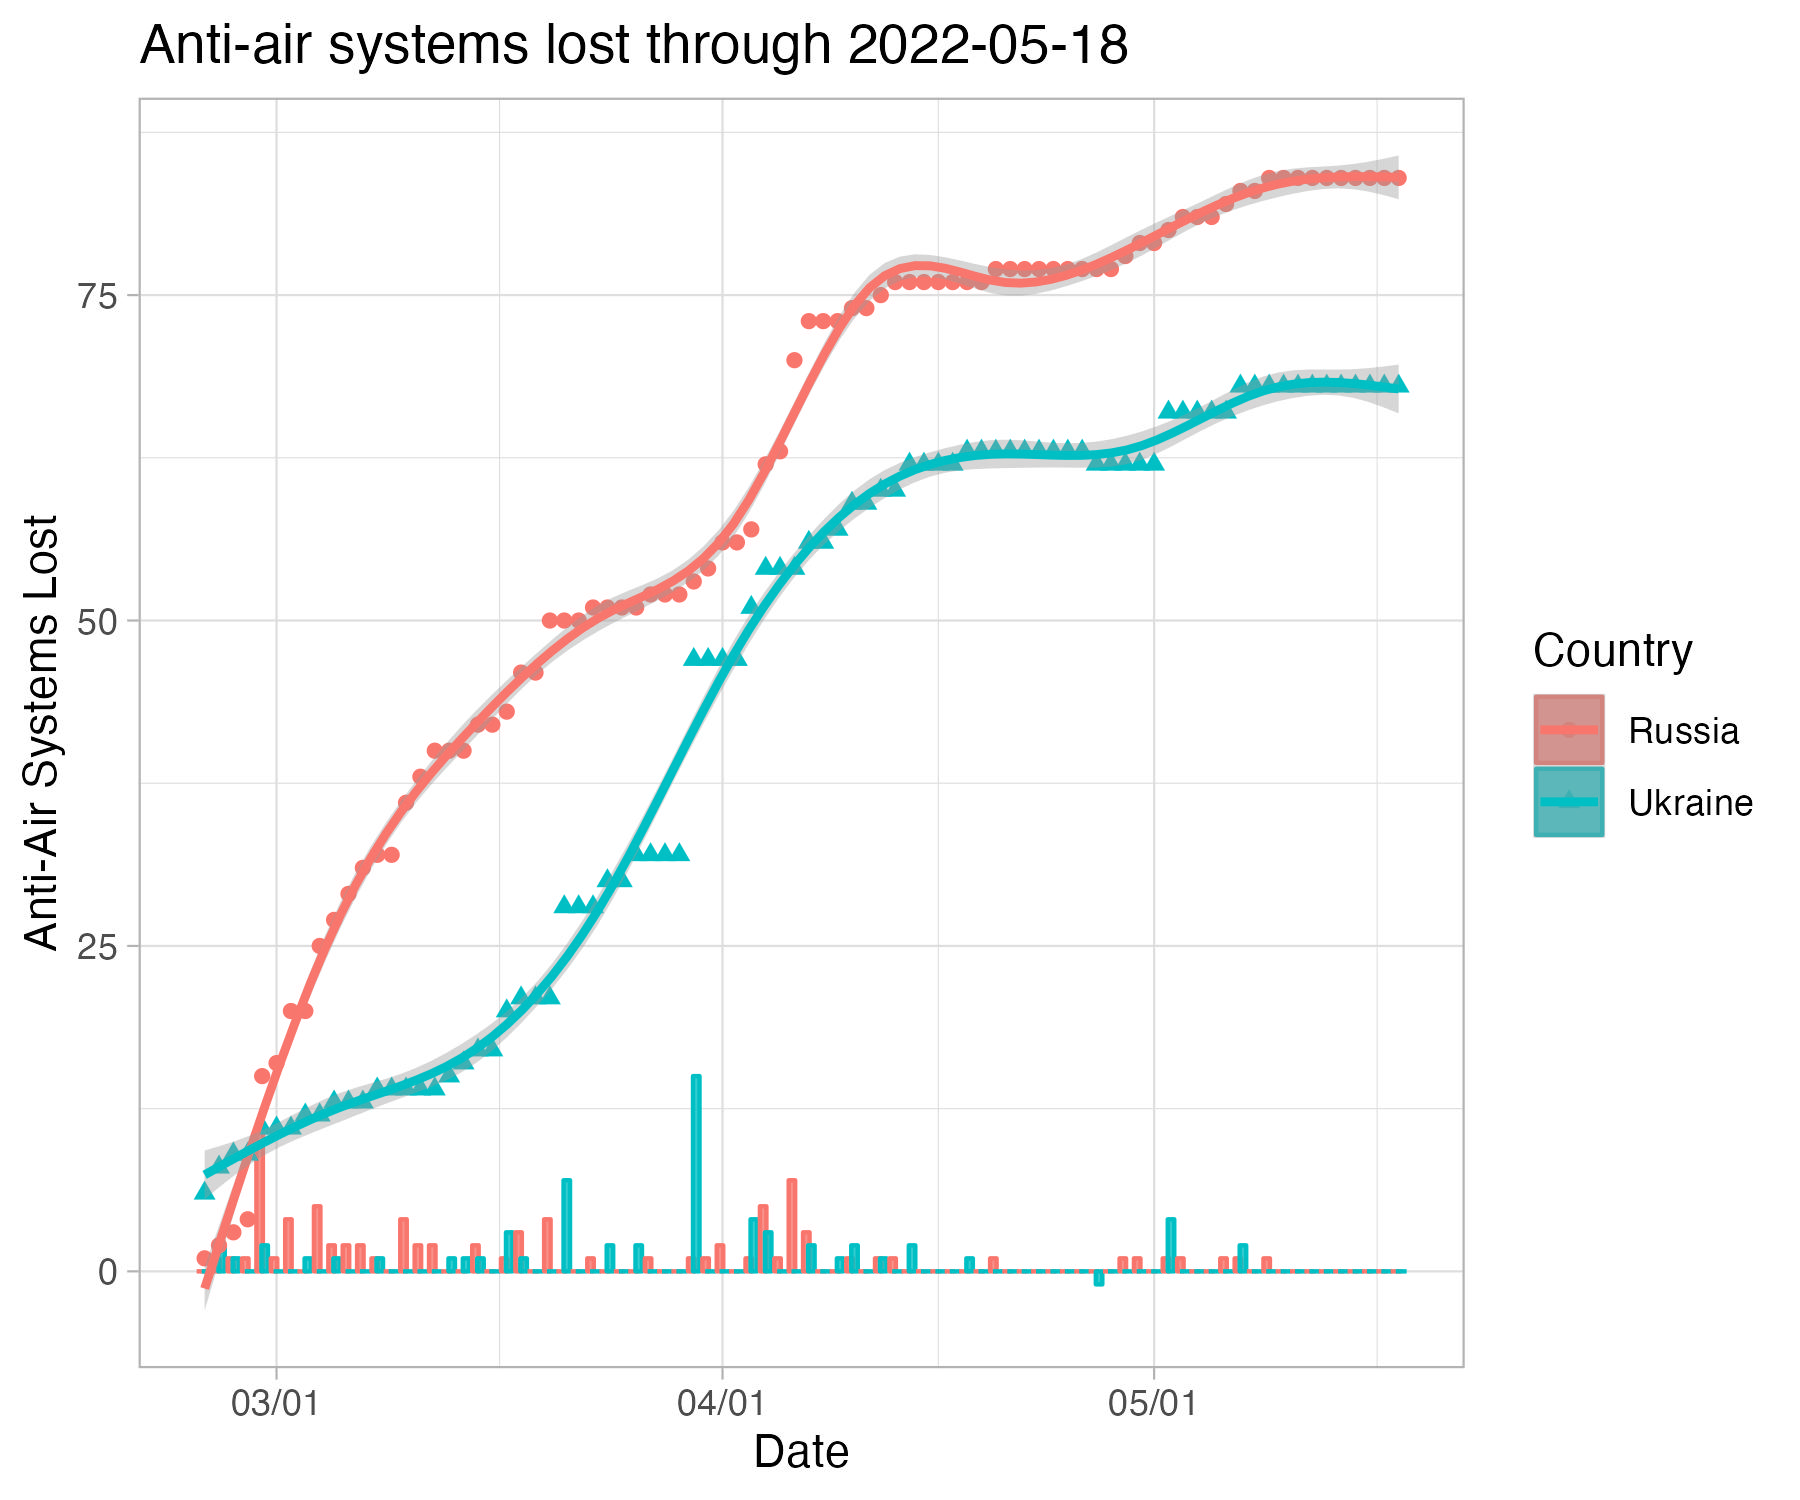 Anti-air systems lost through 2022-05-18
Anti-Air Systems Lost
75
50
25
0
03/01
04/01
05/01
Date
Country
Russia
Ukraine